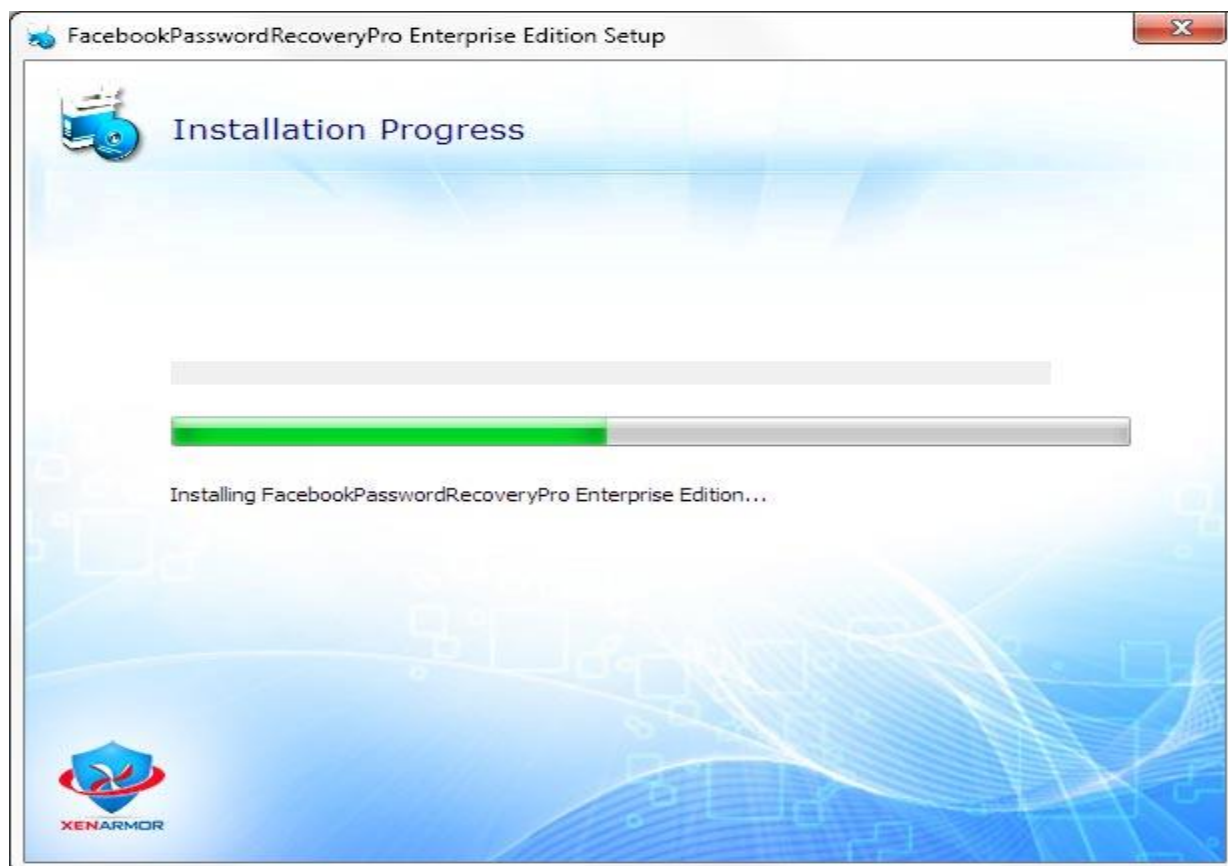 FacebookPasswordRecoveryPro Enterprise Edition Setup
Installation Progress
Installing FacebookPasswordRecoveryPro Enterprise Edition...
XENARMOR